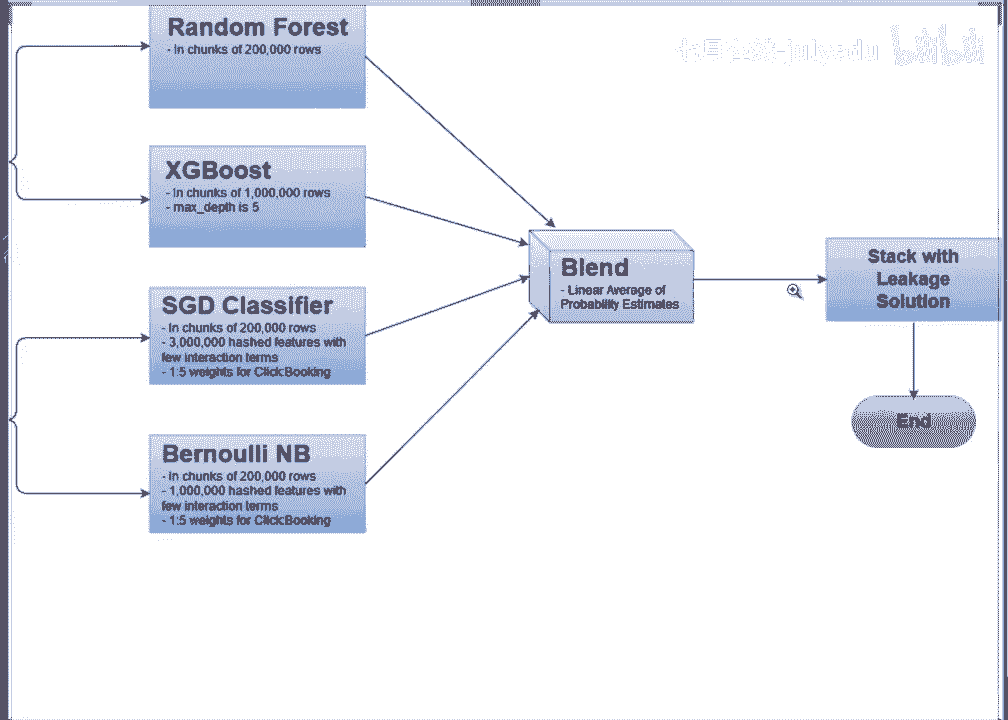 Random Forest
- In chunks of 200,000 rows
XGBoost
- In chunks of 1,000,000 rows
- max_depth is 5
SGD Classifier
- In chunks of 200,000 rows
- 3,000,000 hashed features with
few interaction terms
- 1:5 weights for Click:Booking
Bernoulli NB
- In chunks of 200,000 rows
- 1,000,000 hashed features with
few interaction terms
- 1:5 weights for Click:Booking
Blend
- Linear Average of
Probability Estimates
Stack with
Leakage
Solution
End
julyedu
bilibili